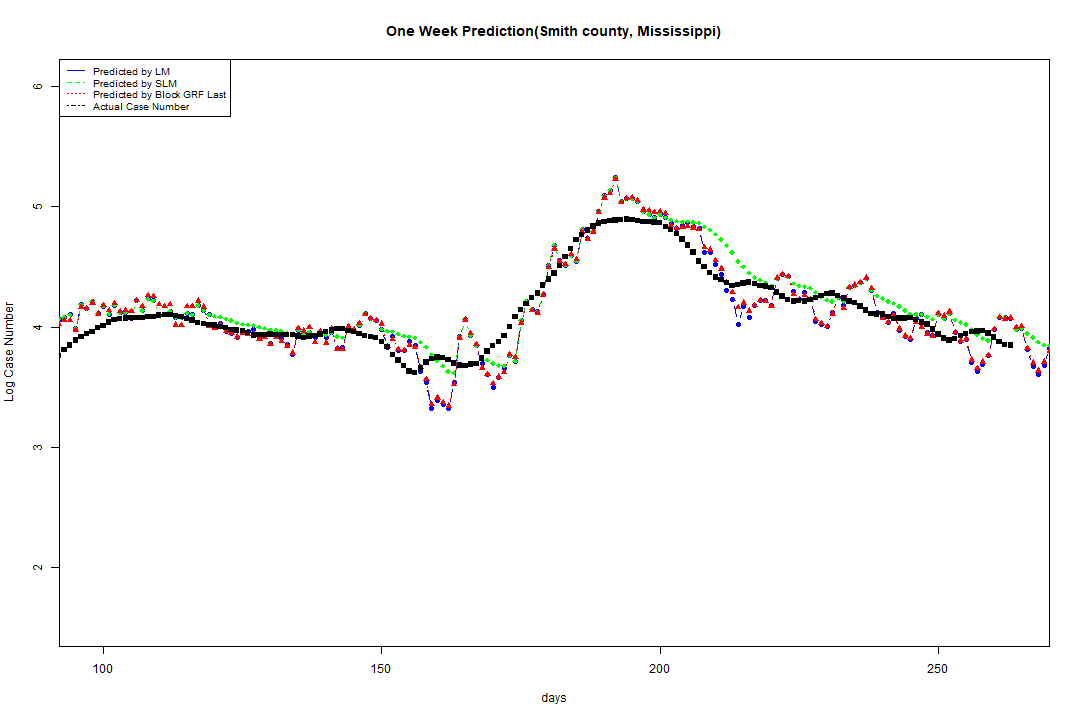 One Week Prediction(Smith county, Mississippi)
Predicted by LM
Predicted by SLM
Predicted by Block GRF Last
Actual Case Number
6
5
4
3
2
Log Case Number
100 150 200 250
days